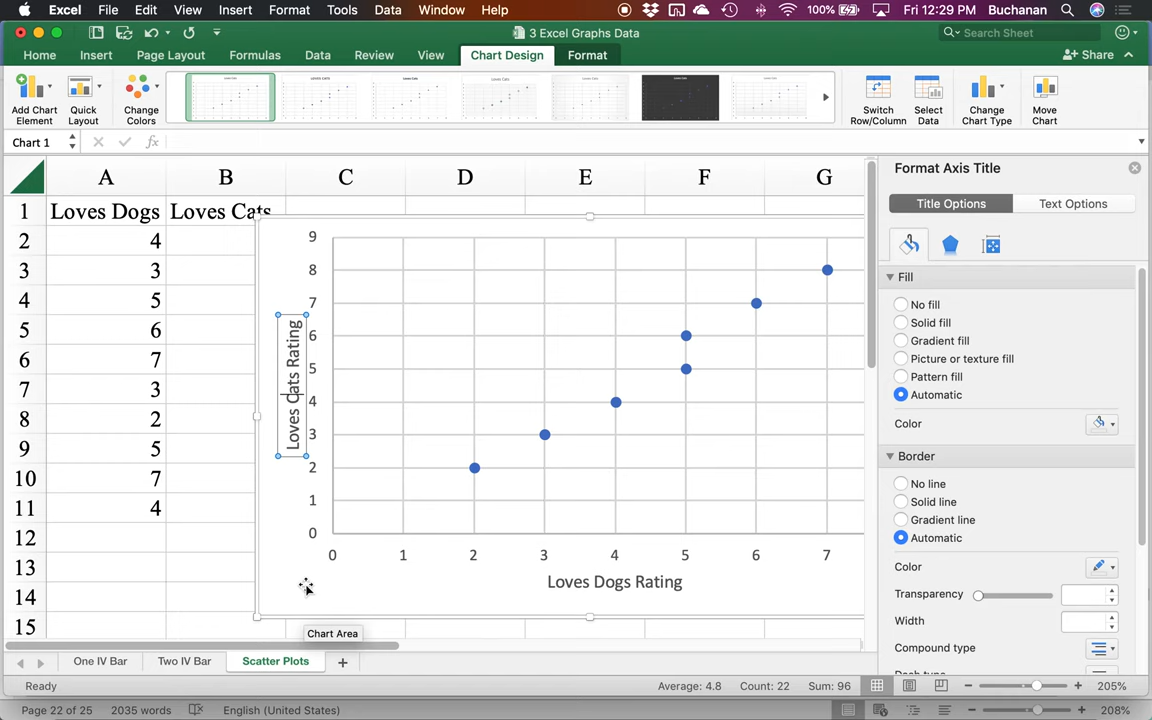 Excel File Edit View Insert Format Tools Data Window Help 100% Fri 12:29 PM Buchanan
3 Excel Graphs Data
Search Sheet
Home Insert Page Layout Formulas Data Review View Chart Design Format Share
Add Chart Element
Quick Layout
Change Colors
Switch Row/Column
Select Data
Change Chart Type
Move Chart
Chart 1 fx
A B C D E F G
1 Loves Dogs Loves Cats
2 4
3 3
4 5
5 6
6 7
7 3
8 2
9 5
10 7
11 4
12
13
14
15
9
8
7
6
5
4
3
2
1
0
Loves Cats Rating
0 1 2 3 4 5 6 7
Loves Dogs Rating
Chart Area
Format Axis Title
Title Options Text Options
Fill
No fill
Solid fill
Gradient fill
Picture or texture fill
Pattern fill
Automatic
Color
Border
No line
Solid line
Gradient line
Automatic
Color
Transparency
Width
Compound type
One IV Bar Two IV Bar Scatter Plots +
Ready Average: 4.8 Count: 22 Sum: 96 205%
Page 22 of 25 2035 words English (United States) 208%